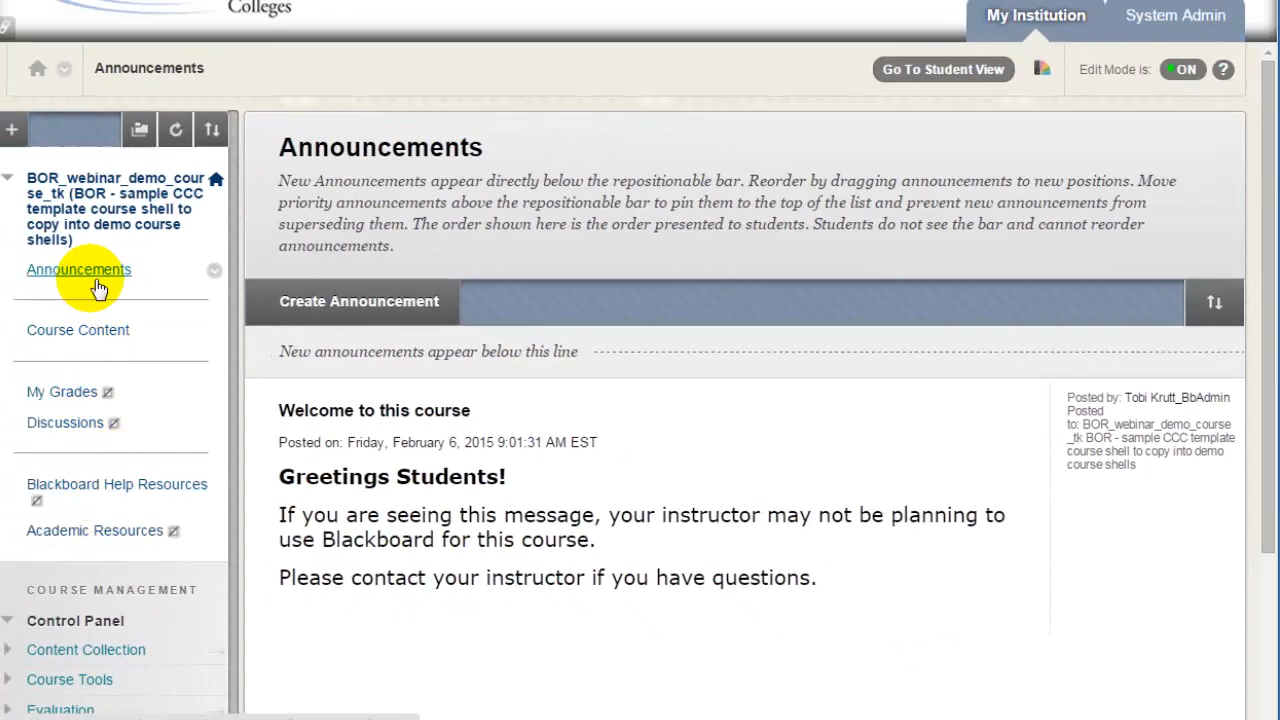 Colleges
My Institution
System Admin
Announcements
Go To Student View
Edit Mode is:
ON
?
BOR_webinar_demo_cour
se_tk (BOR - sample CCC
template course shell to
copy into demo course
shells)
Announcements
Course Content
My Grades
Discussions
Blackboard Help Resources
Academic Resources
COURSE MANAGEMENT
Control Panel
Content Collection
Course Tools
Evaluation
Announcements
New Announcements appear directly below the repositionable bar. Reorder by dragging announcements to new positions. Move
priority announcements above the repositionable bar to pin them to the top of the list and prevent new announcements from
superseding them. The order shown here is the order presented to students. Students do not see the bar and cannot reorder
announcements.
Create Announcement
New announcements appear below this line
Welcome to this course
Posted on: Friday, February 6, 2015 9:01:31 AM EST
Greetings Students!
If you are seeing this message, your instructor may not be planning to
use Blackboard for this course.
Please contact your instructor if you have questions.
Posted by: Tobi Krutt_BbAdmin
Posted
to: BOR_webinar_demo_course
_tk BOR - sample CCC template
course shell to copy into demo
course shells